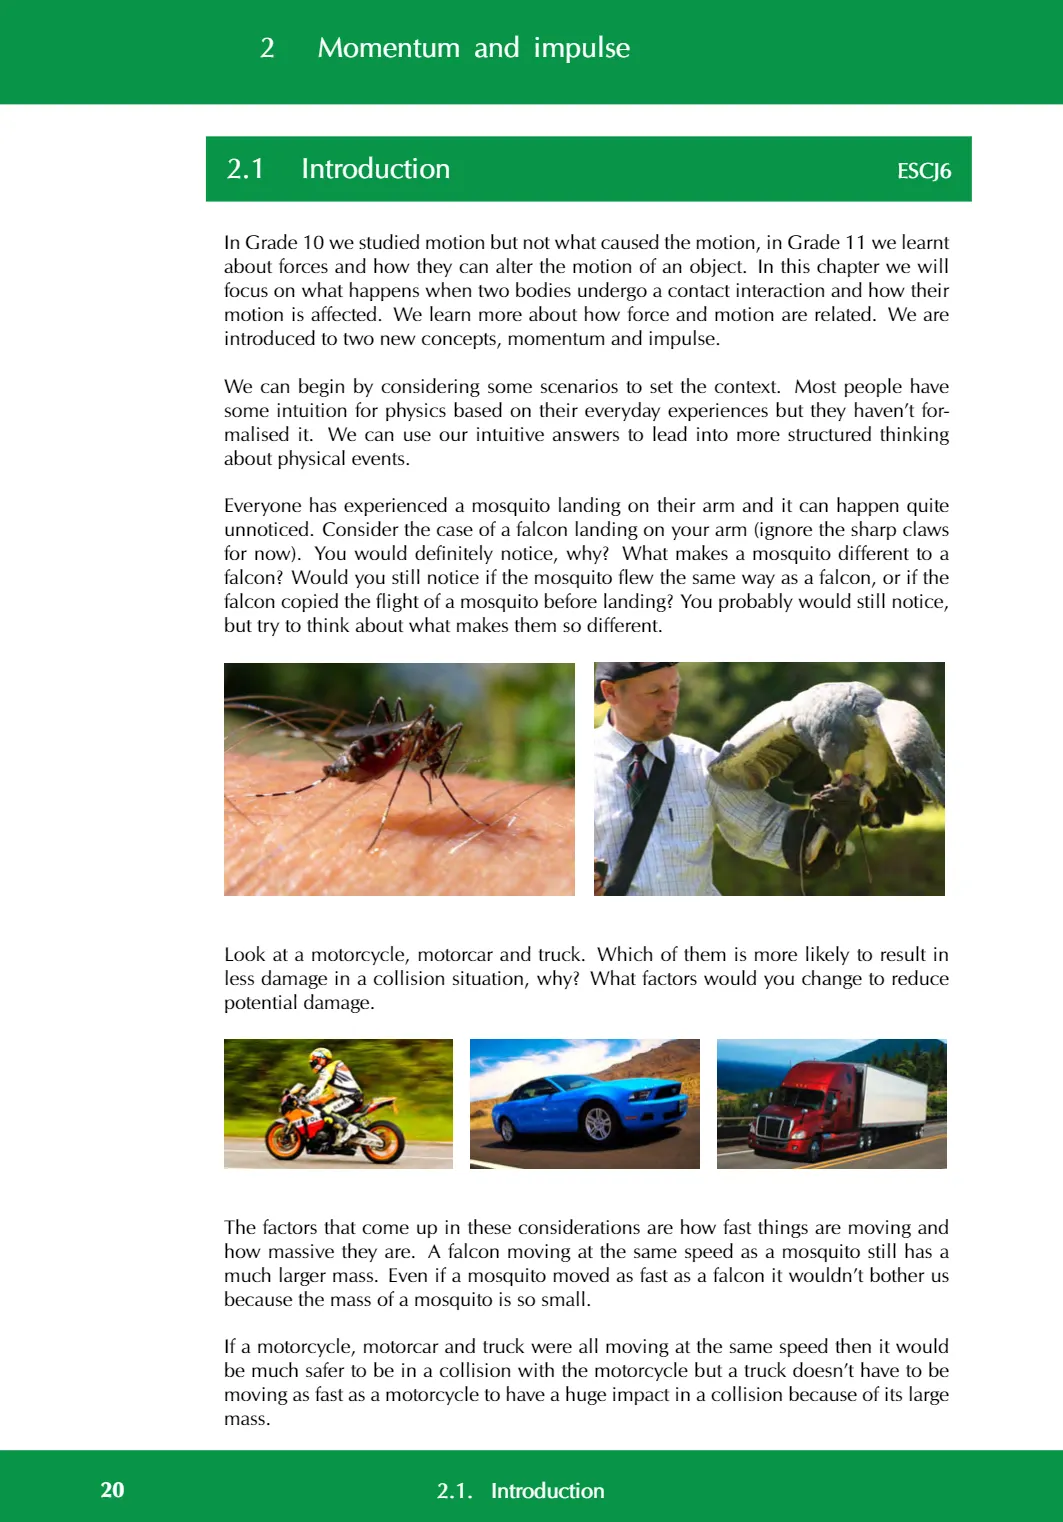 2 Momentum and impulse
2.1 Introduction ESCJ6
In Grade 10 we studied motion but not what caused the motion, in Grade 11 we learnt
about forces and how they can alter the motion of an object. In this chapter we will
focus on what happens when two bodies undergo a contact interaction and how their
motion is affected. We learn more about how force and motion are related. We are
introduced to two new concepts, momentum and impulse.
We can begin by considering some scenarios to set the context. Most people have
some intuition for physics based on their everyday experiences but they haven't for-
malised it. We can use our intuitive answers to lead into more structured thinking
about physical events.
Everyone has experienced a mosquito landing on their arm and it can happen quite
unnoticed. Consider the case of a falcon landing on your arm (ignore the sharp claws
for now). You would definitely notice, why? What makes a mosquito different to a
falcon? Would you still notice if the mosquito flew the same way as a falcon, or if the
falcon copied the flight of a mosquito before landing? You probably would still notice,
but try to think about what makes them so different.
Look at a motorcycle, motorcar and truck. Which of them is more likely to result in
less damage in a collision situation, why? What factors would you change to reduce
potential damage.
The factors that come up in these considerations are how fast things are moving and
how massive they are. A falcon moving at the same speed as a mosquito still has a
much larger mass. Even if a mosquito moved as fast as a falcon it wouldn't bother us
because the mass of a mosquito is so small.
If a motorcycle, motorcar and truck were all moving at the same speed then it would
be much safer to be in a collision with the motorcycle but a truck doesn't have to be
moving as fast as a motorcycle to have a huge impact in a collision because of its large
mass.
20 2.1. Introduction